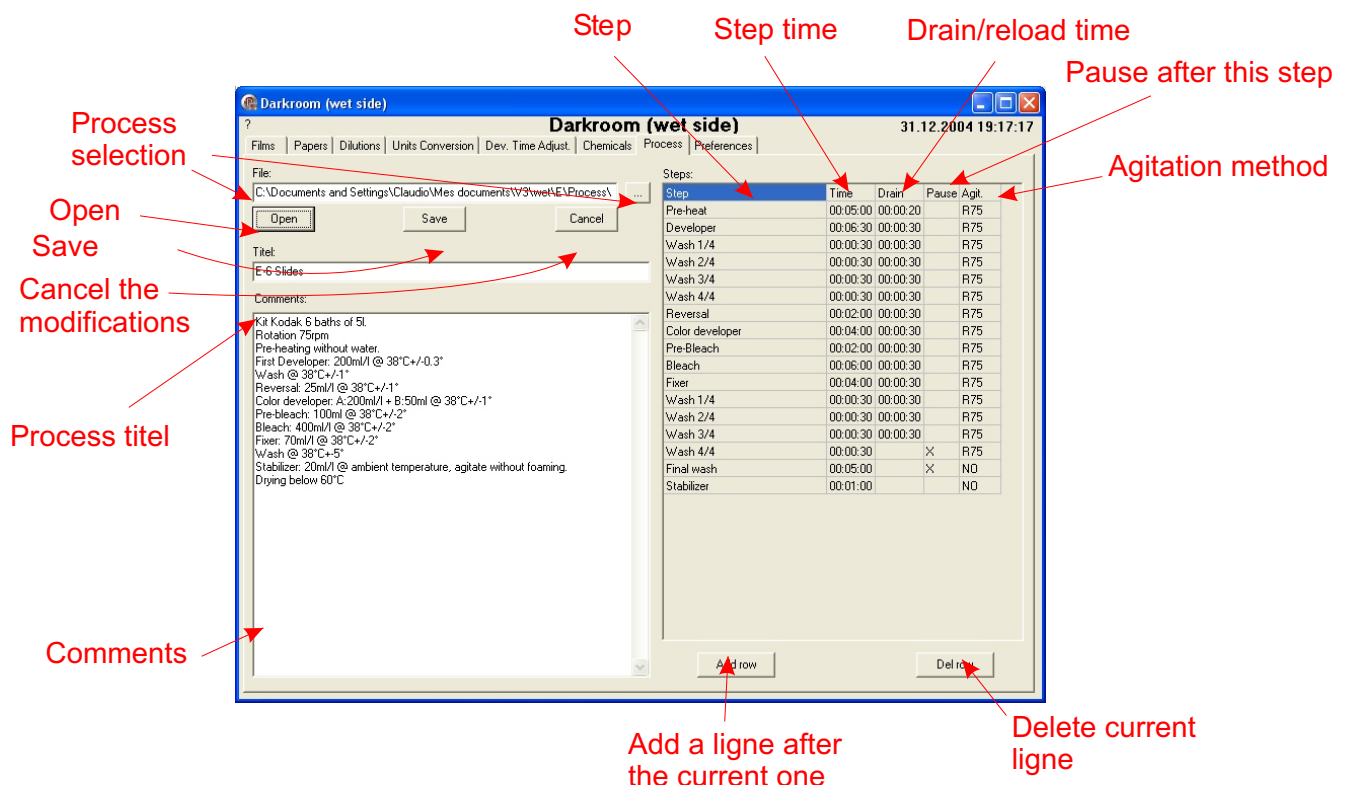 Step
Step time
Drain/reload time
Pause after this step
Process
selection
Agitation method
Open
Save
Cancel the
modifications
Process titel
Comments
Darkroom (wet side)
?
Darkroom (wet side)
31.12.2004 19:17:17
Films Papers Dilutions Units Conversion Dev. Time Adjust. Chemicals Process Preferences
File:
C:\Documents and Settings\Claudio\Mes documents\V3\wet\E\Process\ ...
Open Save Cancel
Titel:
E-6 Slides
Comments:
Kit Kodak 6 baths of 5l.
Rotation 75rpm
Pre-heating without water.
First Developer: 200ml/l @ 38°C+/-0.3°
Wash @ 38°C+/-1°
Reversal: 25ml/l @ 38°C+/-1°
Color developer: A:200ml/l + B:50ml @ 38°C+/-1°
Pre-bleach: 100ml @ 38°C+/-2°
Bleach: 400ml/l @ 38°C+/-2°
Fixer: 70ml/l @ 38°C+/-2°
Wash @ 38°C+-5°
Stabilizer: 20ml/l @ ambient temperature, agitate without foaming.
Drying below 60°C
Steps:
Step Time Drain Pause Agit.
Pre-heat 00:05:00 00:00:20 R75
Developer 00:06:30 00:00:30 R75
Wash 1/4 00:00:30 00:00:30 R75
Wash 2/4 00:00:30 00:00:30 R75
Wash 3/4 00:00:30 00:00:30 R75
Wash 4/4 00:00:30 00:00:30 R75
Reversal 00:02:00 00:00:30 R75
Color developer 00:04:00 00:00:30 R75
Pre-Bleach 00:02:00 00:00:30 R75
Bleach 00:06:00 00:00:30 R75
Fixer 00:04:00 00:00:30 R75
Wash 1/4 00:00:30 00:00:30 R75
Wash 2/4 00:00:30 00:00:30 R75
Wash 3/4 00:00:30 00:00:30 R75
Wash 4/4 00:00:30 X R75
Final wash 00:05:00 X NO
Stabilizer 00:01:00 NO
Add row
Del row
Add a ligne after
the current one
Delete current
ligne